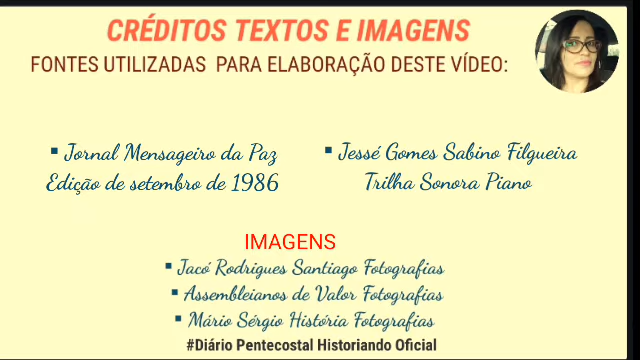 CRÉDITOS TEXTOS E IMAGENS
FONTES UTILIZADAS PARA ELABORAÇÃO DESTE VÍDEO:
▪ Jornal Mensageiro da Paz
Edição de setembro de 1986
▪ Jessé Gomes Sabino Filgueira
Trilha Sonora Piano
IMAGENS
▪ Jacó Rodrigues Santiago Fotografias
▪ Assembleianos de Valor Fotografias
▪ Mário Sérgio História Fotografias
#Diário Pentecostal Historiando Oficial